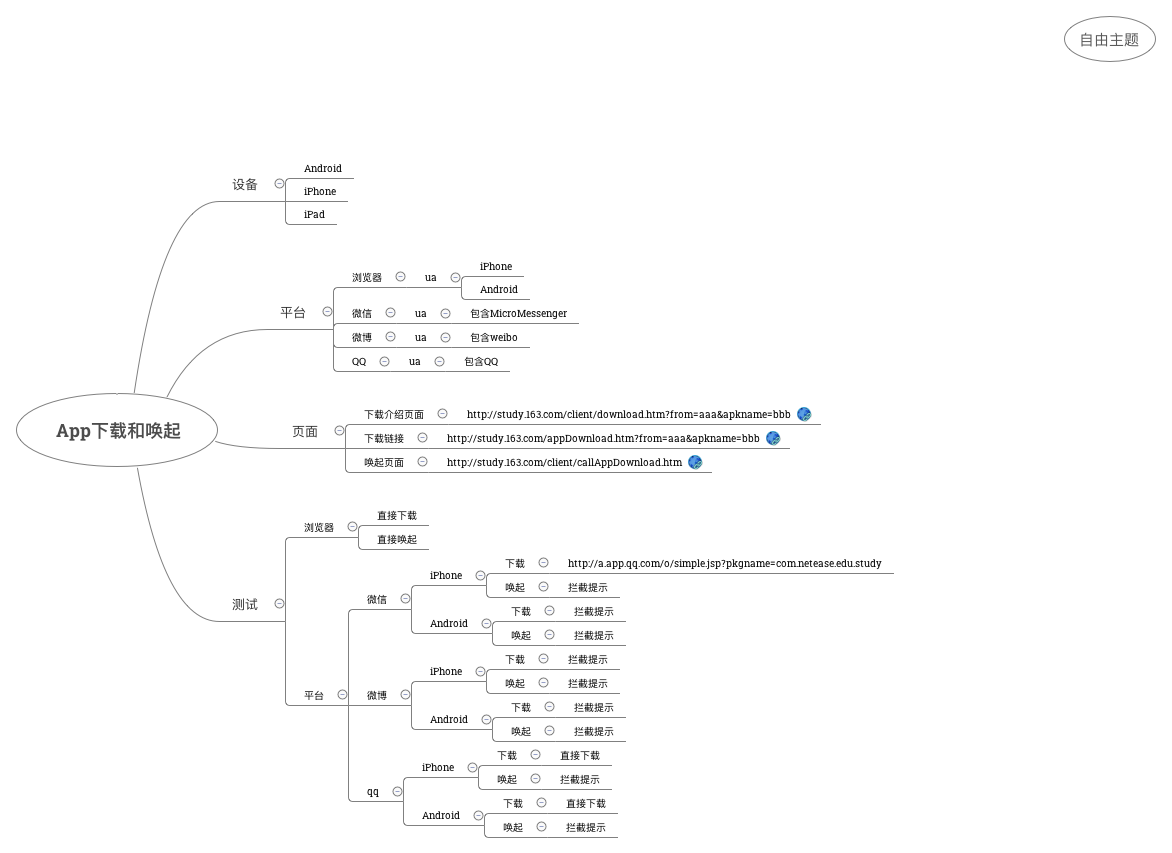 自由主题
App下载和唤起
设备
Android
iPhone
iPad
平台
浏览器 ua
iPhone
Android
微信 ua 包含MicroMessenger
微博 ua 包含weibo
QQ ua 包含QQ
页面
下载介绍页面 http://study.163.com/client/download.htm?from=aaa&apkname=bbb
下载链接 http://study.163.com/appDownload.htm?from=aaa&apkname=bbb
唤起页面 http://study.163.com/client/callAppDownload.htm
测试
浏览器
直接下载
直接唤起
平台
微信
iPhone
下载 http://a.app.qq.com/o/simple.jsp?pkgname=com.netease.edu.study
唤起 拦截提示
Android
下载 拦截提示
唤起 拦截提示
微博
iPhone
下载 拦截提示
唤起 拦截提示
Android
下载 拦截提示
唤起 拦截提示
qq
iPhone
下载 直接下载
唤起 拦截提示
Android
下载 直接下载
唤起 拦截提示